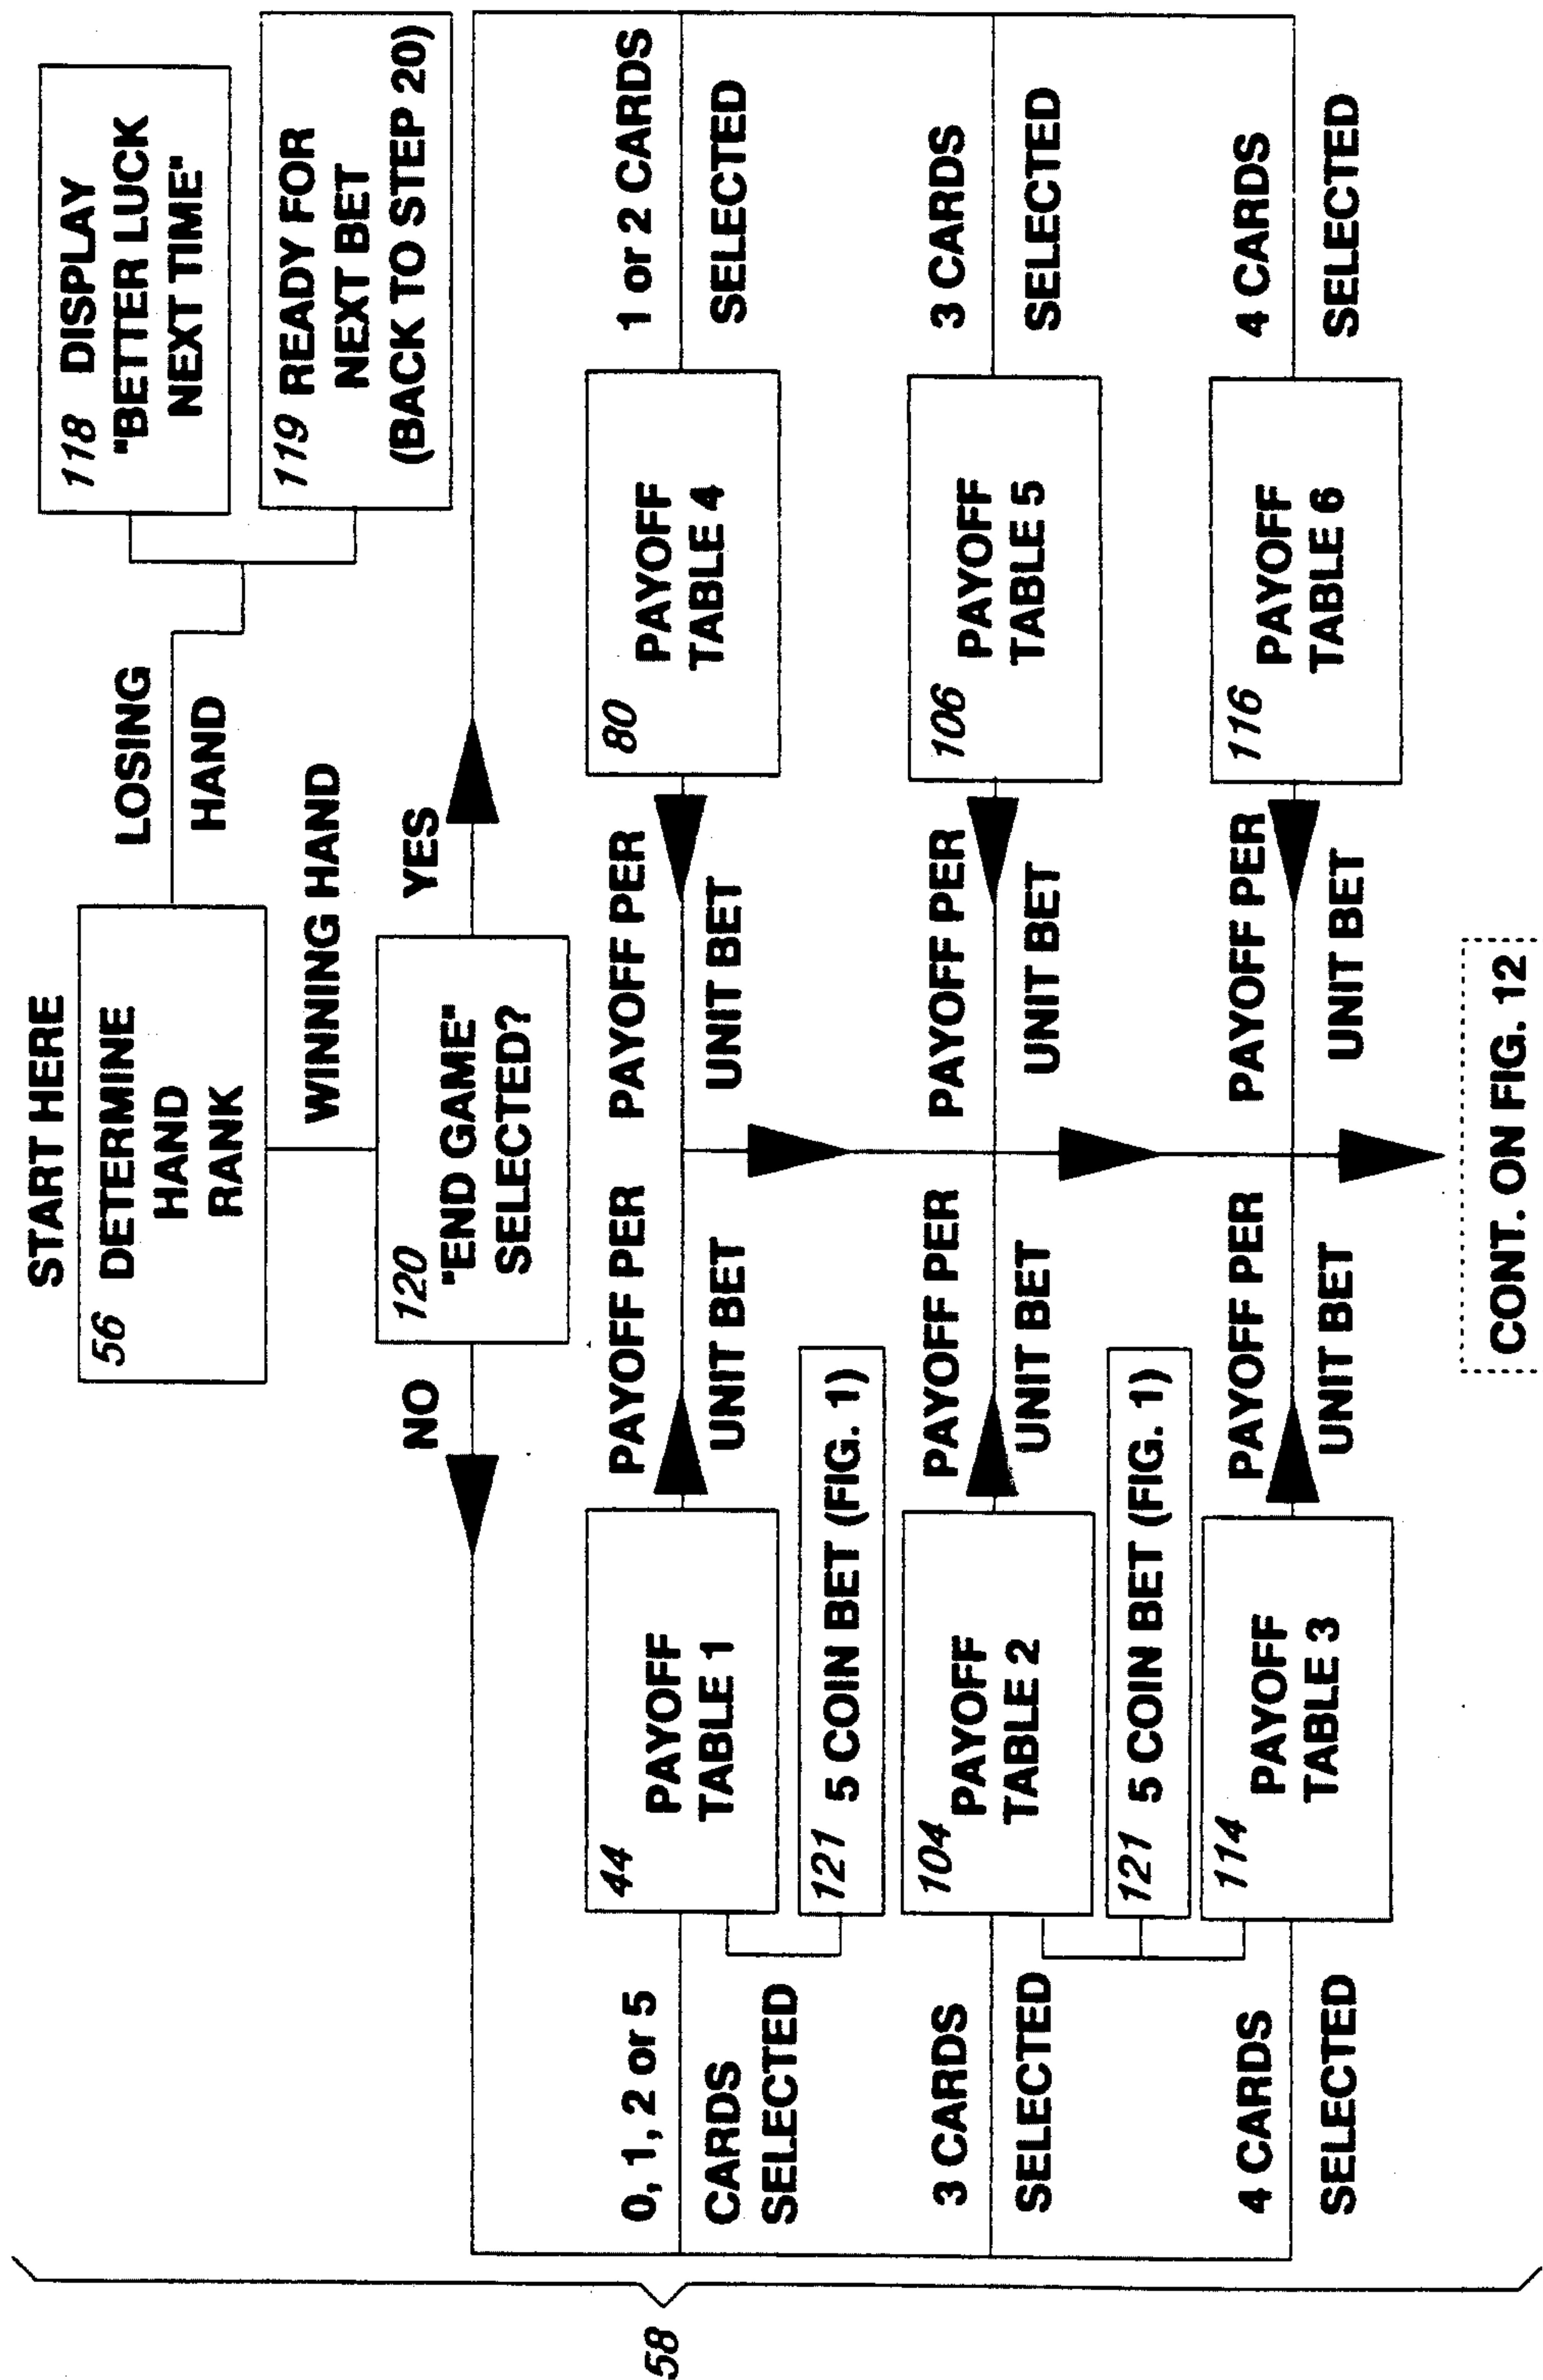 START HERE
56 DETERMINE
HAND
RANK
LOSING
HAND
118 DISPLAY
"BETTER LUCK
NEXT TIME"
119 READY FOR
NEXT BET
(BACK TO STEP 20)
WINNING HAND
120
"END GAME"
SELECTED?
NO
YES
58
0, 1, 2 or 5
CARDS
SELECTED
44
PAYOFF
TABLE 1
PAYOFF PER
UNIT BET
PAYOFF PER
UNIT BET
80
PAYOFF
TABLE 4
1 or 2 CARDS
SELECTED
121 5 COIN BET (FIG. 1)
3 CARDS
SELECTED
104
PAYOFF
TABLE 2
PAYOFF PER
UNIT BET
PAYOFF PER
UNIT BET
106
PAYOFF
TABLE 5
3 CARDS
SELECTED
121 5 COIN BET (FIG. 1)
4 CARDS
SELECTED
114
PAYOFF
TABLE 3
PAYOFF PER
UNIT BET
PAYOFF PER
UNIT BET
116
PAYOFF
TABLE 6
4 CARDS
SELECTED
CONT. ON FIG. 12